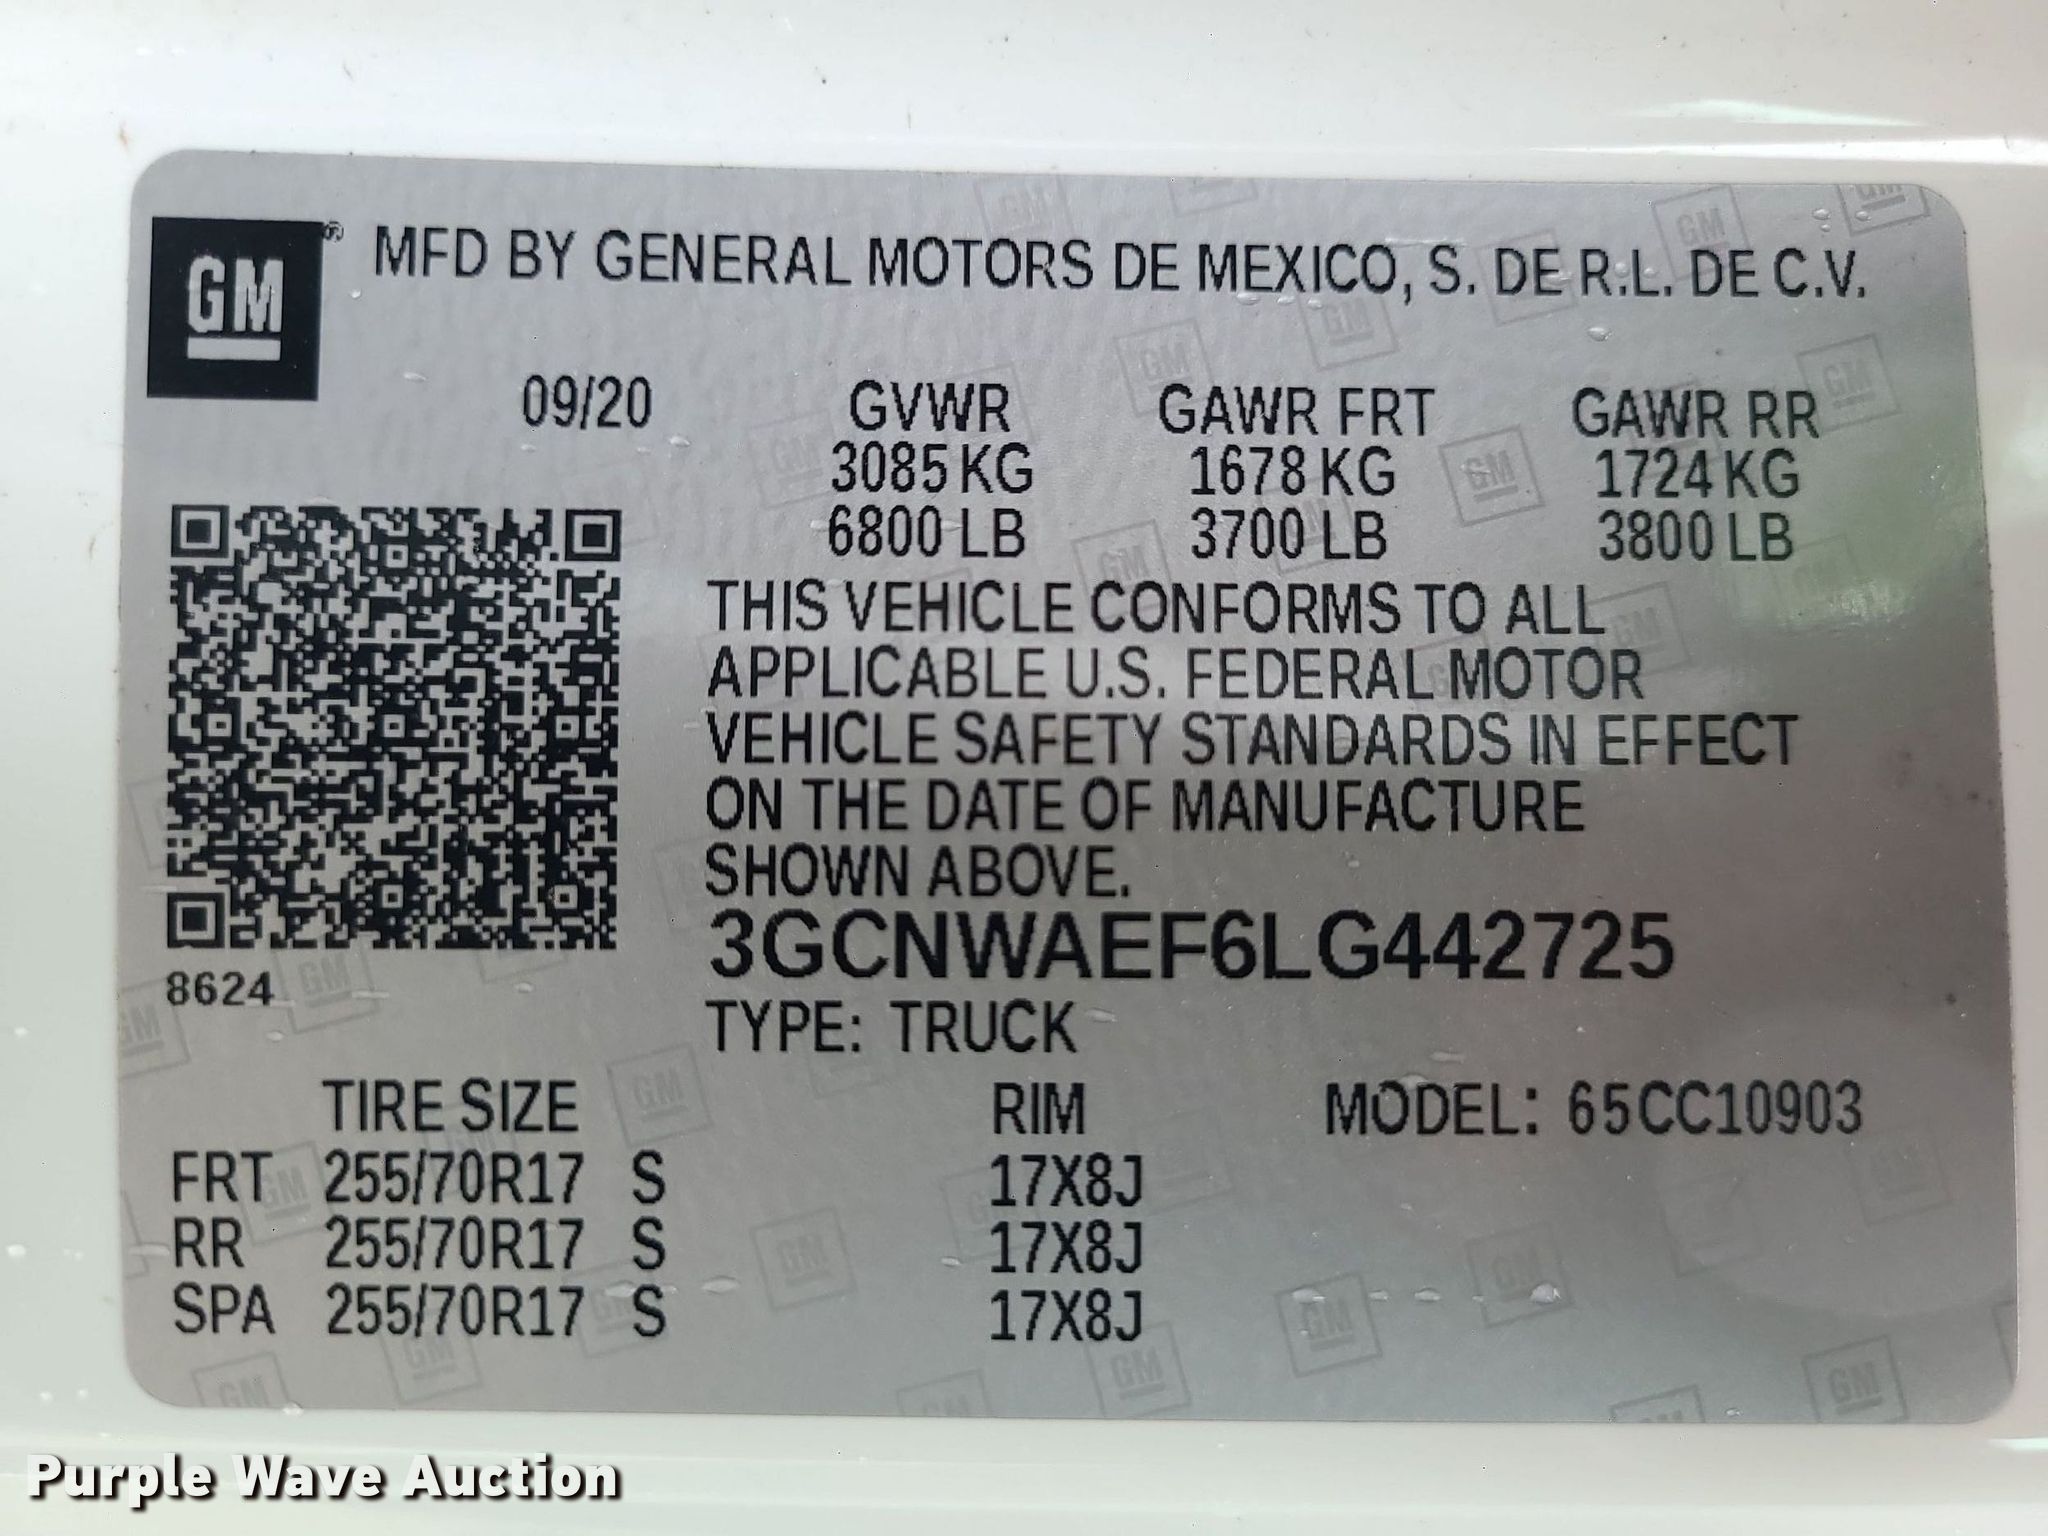 GM®
MFD BY GENERAL MOTORS DE MEXICO, S. DE R.L. DE C.V.
09/20 GVWR GAWR FRT GAWR RR
3085 KG 1678 KG 1724 KG
6800 LB 3700 LB 3800 LB
THIS VEHICLE CONFORMS TO ALL
APPLICABLE U.S. FEDERAL MOTOR
VEHICLE SAFETY STANDARDS IN EFFECT
ON THE DATE OF MANUFACTURE
SHOWN ABOVE.
3GCNWAEF6LG442725
8624
TYPE: TRUCK
TIRE SIZE RIM MODEL: 65CC10903
FRT 255/70R17 S 17X8J
RR 255/70R17 S 17X8J
SPA 255/70R17 S 17X8J
Purple Wave Auction